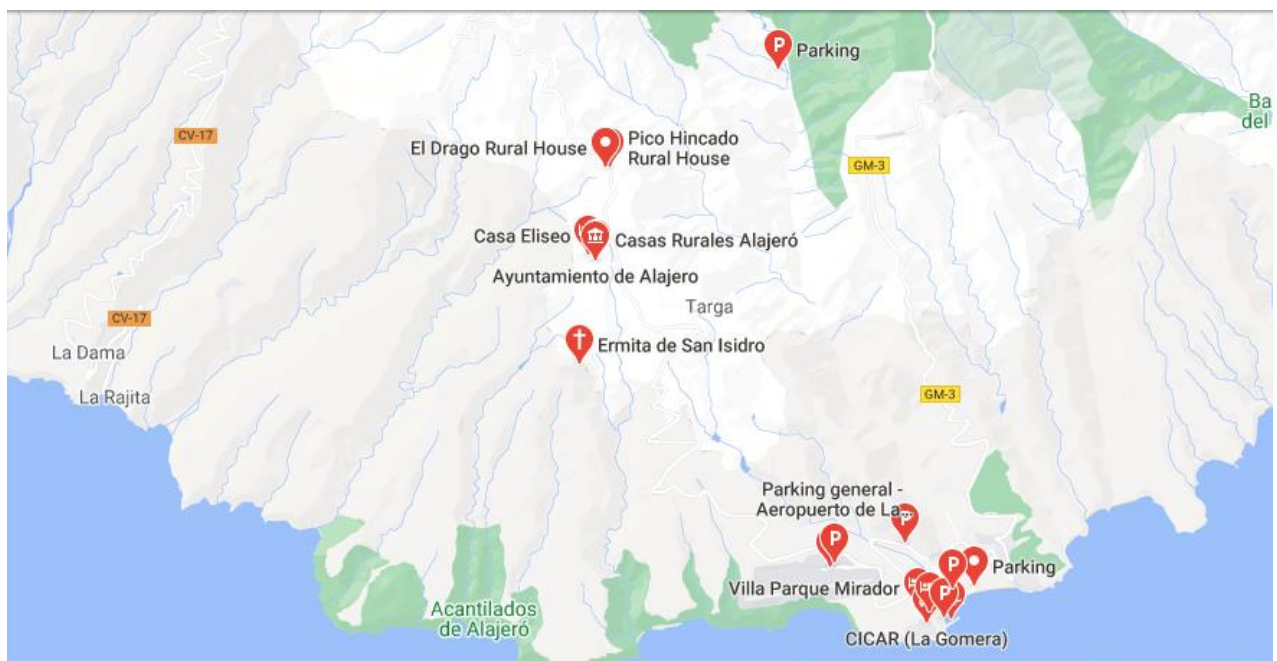 Parking
CV-17
El Drago Rural House
Pico Hincado
Rural House
GM-3
Ba
del
Casa Eliseo
Casas Rurales Alajeró
Ayuntamiento de Alajero
Targa
CV-17
La Dama
Ermita de San Isidro
La Rajita
GM-3
Parking general -
Aeropuerto de La...
P
P
P
Parking
Villa Parque Mirador
P
Acantilados
de Alajeró
CICAR (La Gomera)